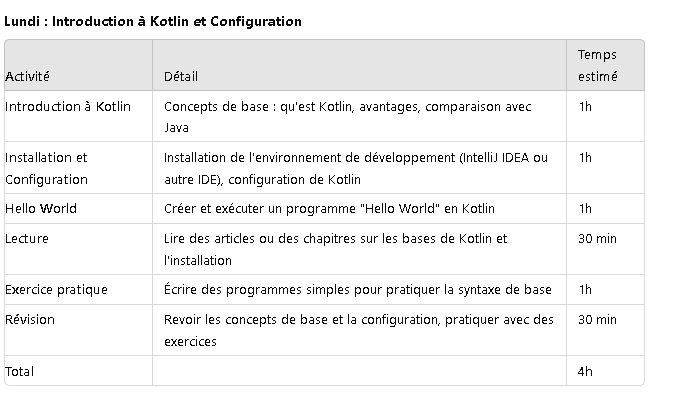 Lundi : Introduction à Kotlin et Configuration
Activité Détail Temps estimé
Introduction à Kotlin Concepts de base : qu'est Kotlin, avantages, comparaison avec 1h
Java
Installation et Installation de l'environnement de développement (IntelliJ IDEA ou 1h
Configuration autre IDE), configuration de Kotlin
Hello World Créer et exécuter un programme "Hello World" en Kotlin 1h
Lecture Lire des articles ou des chapitres sur les bases de Kotlin et 30 min
l'installation
Exercice pratique Écrire des programmes simples pour pratiquer la syntaxe de base 1h
Révision Revoir les concepts de base et la configuration, pratiquer avec des 30 min
exercices
Total 4h